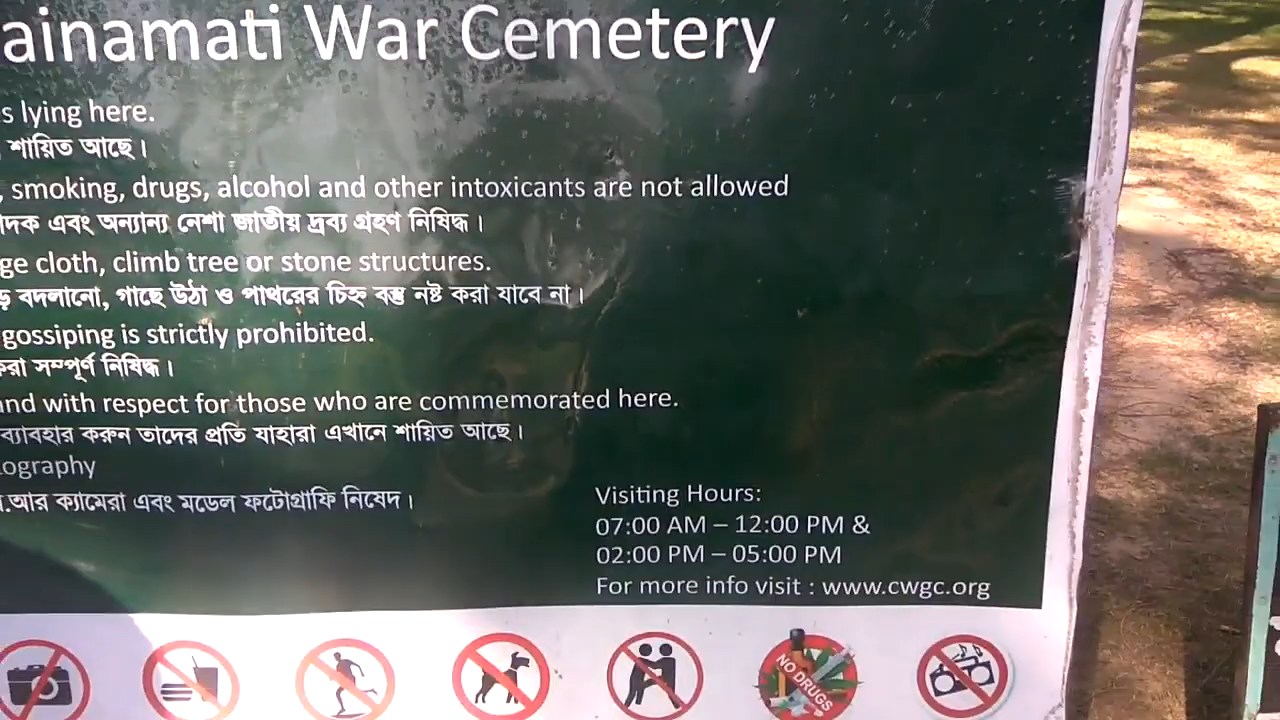 ainamati War Cemetery
s lying here.
শায়িত আছে।
, smoking, drugs, alcohol and other intoxicants are not allowed
দক এবং অন্যান্য নেশা জাতীয় দ্রব্য গ্রহণ নিষিদ্ধ।
ge cloth, climb tree or stone structures.
ড় বদলানো, গাছে উঠা ও পাথরের চিহ্ন বস্তু নষ্ট করা যাবে না।
gossiping is strictly prohibited.
করা সম্পূর্ণ নিষিদ্ধ।
and with respect for those who are commemorated here.
ব্যাবহার করুন তাদের প্রতি যাহারা এখানে শায়িত আছে।
ography
.আর ক্যামেরা এবং মডেল ফটোগ্রাফি নিষেদ।
Visiting Hours:
07:00 AM – 12:00 PM &
02:00 PM – 05:00 PM
For more info visit : www.cwgc.org
NO DRUGS